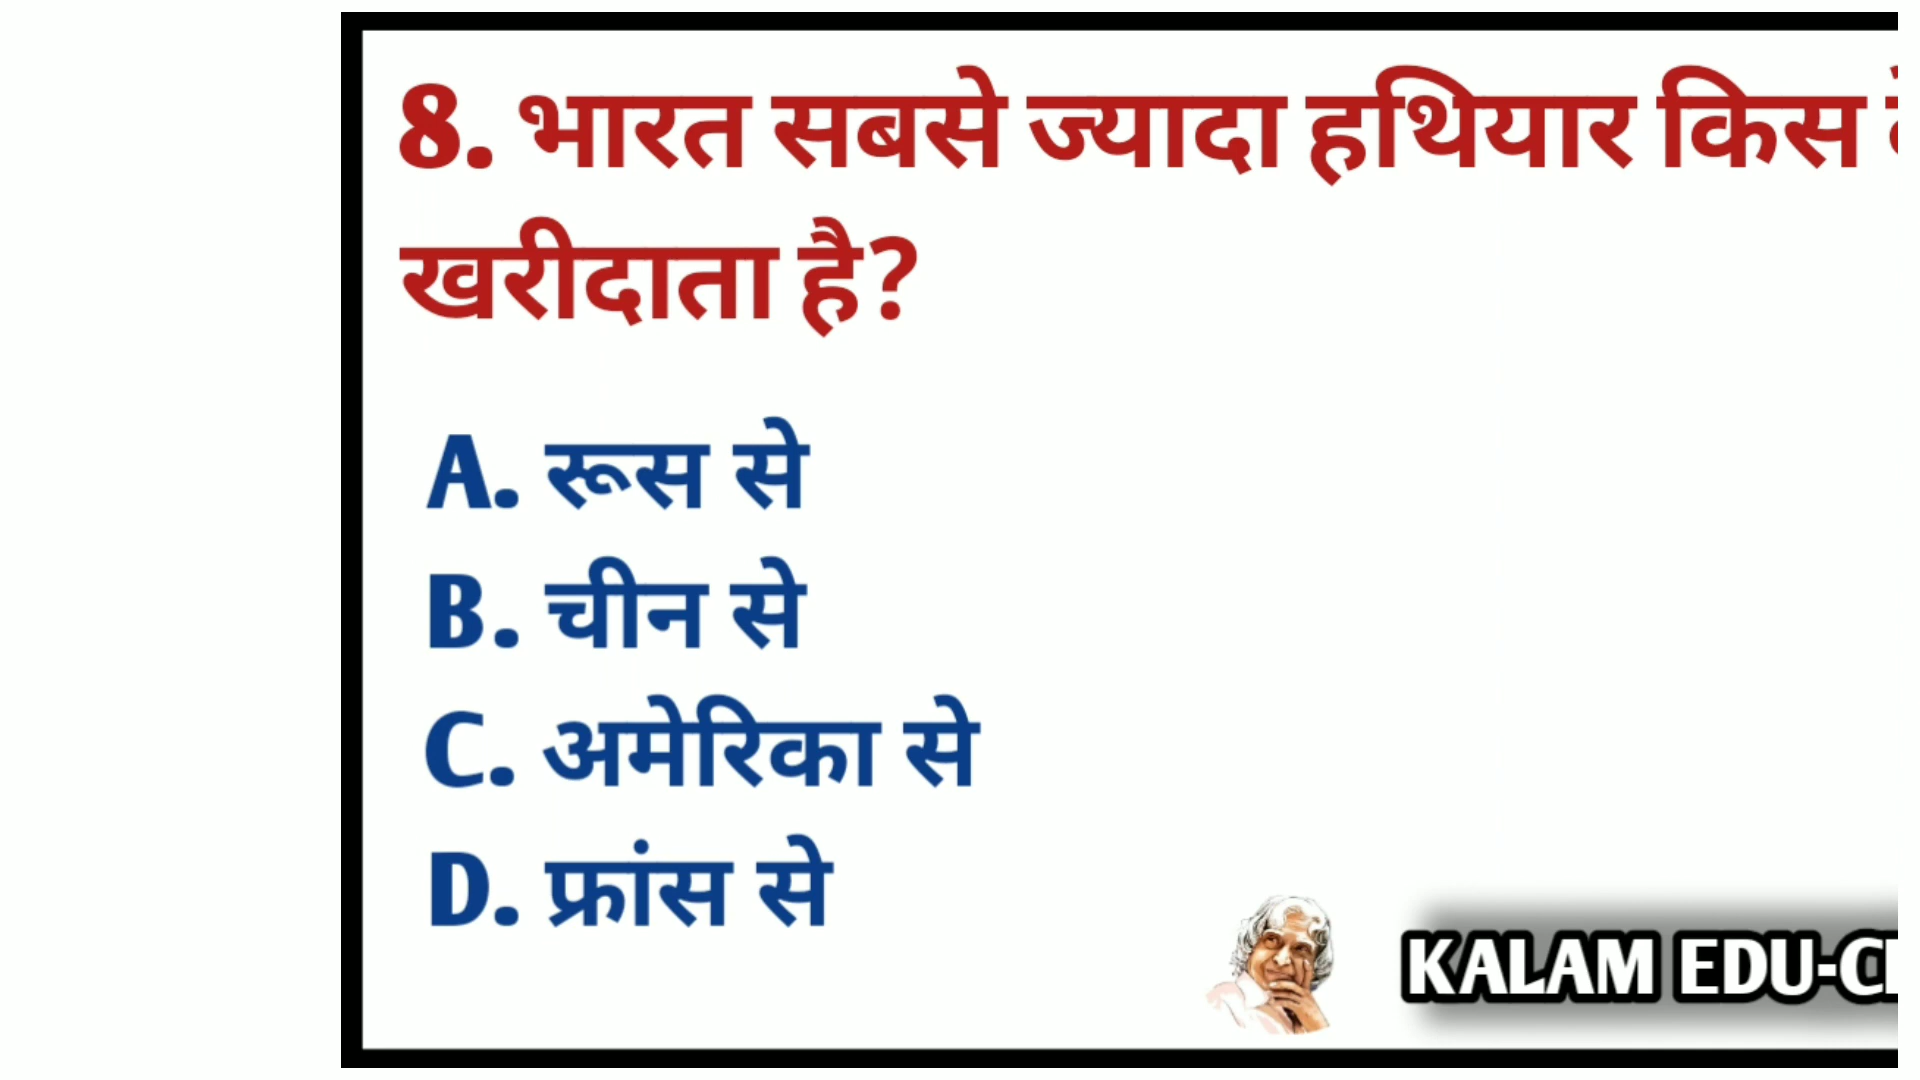 8. भारत सबसे ज्यादा हथियार किस
खरीदाता है?
A. रूस से
B. चीन से
C. अमेरिका से
D. फ्रांस से
KALAM EDU-